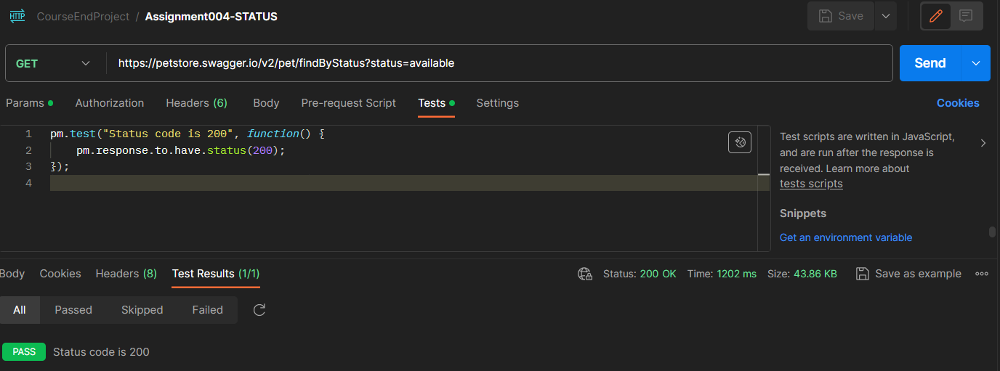 HTTP CourseEndProject / Assignment004-STATUS Save
GET https://petstore.swagger.io/v2/pet/findByStatus?status=available Send
Params Authorization Headers (6) Body Pre-request Script Tests Settings Cookies
1 pm.test("Status code is 200", function() {
2 pm.response.to.have.status(200);
3 });
4
Test scripts are written in JavaScript,
and are run after the response is
received. Learn more about
tests scripts
Snippets
Get an environment variable
Body Cookies Headers (8) Test Results (1/1) Status: 200 OK Time: 1202 ms Size: 43.86 KB Save as example
All Passed Skipped Failed
PASS Status code is 200